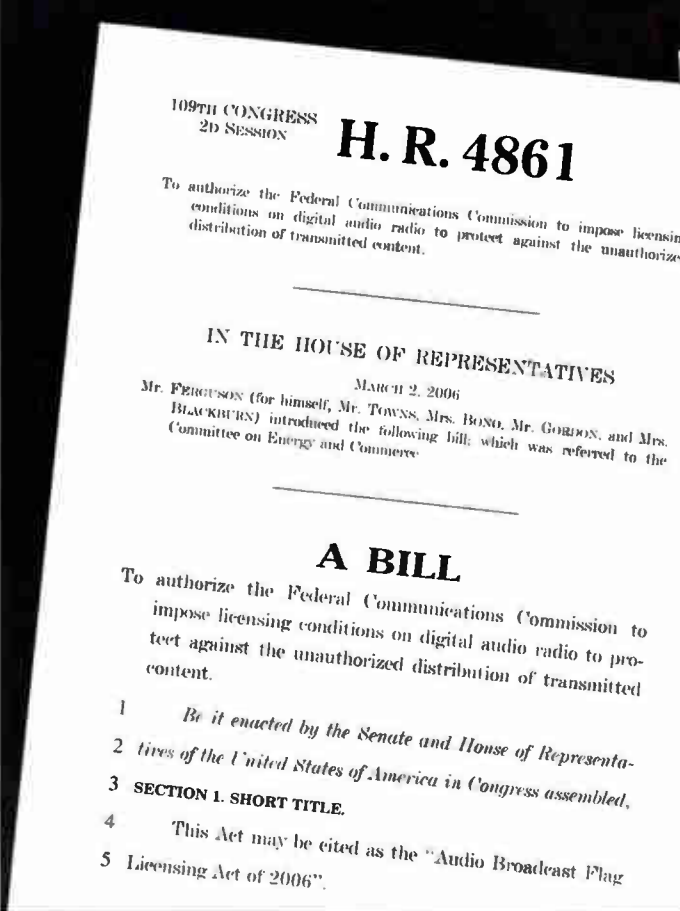 109TH CONGRESS
2D SESSION
H. R. 4861
To authorize the Federal Communications Commission to impose licensin
conditions on digital audio radio to protect against the unauthorize
distribution of transmitted content.
IN THE HOUSE OF REPRESENTATIVES
MARCH 2, 2006
Mr. FERGUSON (for himself, Mr. TOWNS, Mrs. BONO, Mr. GORDON, and Mrs.
BLACKBURN) introduced the following bill; which was referred to the
Committee on Energy and Commerce
A BILL
To authorize the Federal Communications Commission to
impose licensing conditions on digital audio radio to pro-
tect against the unauthorized distribution of transmitted
content.
1 Be it enacted by the Senate and House of Representa-
2 tives of the United States of America in Congress assembled,
3 SECTION 1. SHORT TITLE.
4 This Act may be cited as the "Audio Broadcast Flag
5 Licensing Act of 2006".